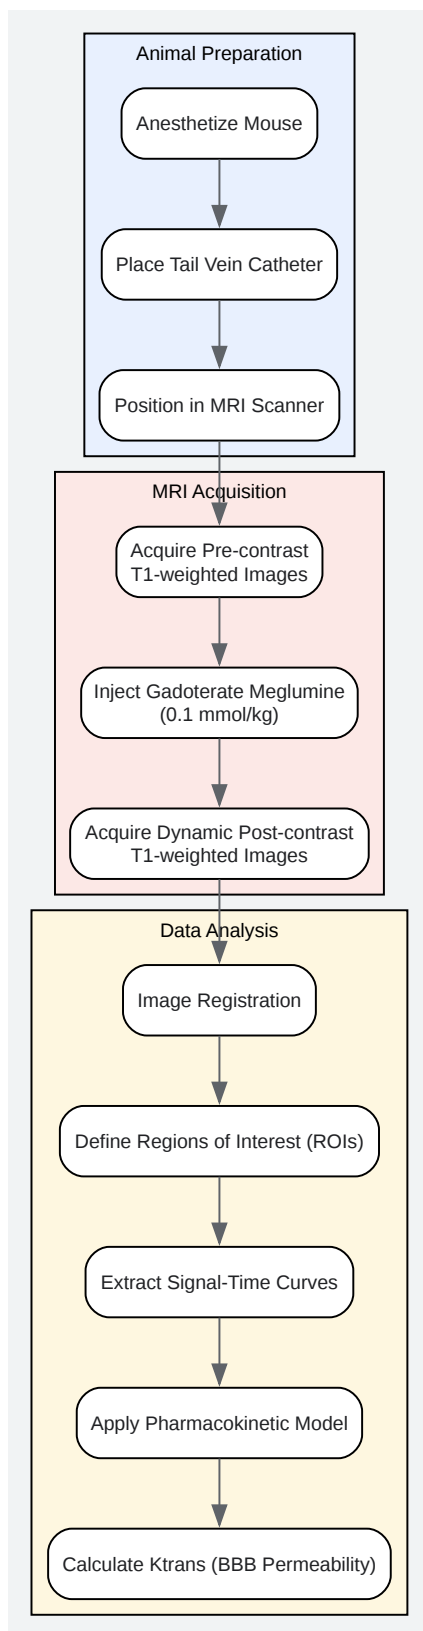 Animal Preparation
Anesthetize Mouse
Place Tail Vein Catheter
Position in MRI Scanner
MRI Acquisition
Acquire Pre-contrast
T1-weighted Images
Inject Gadoterate Meglumine
(0.1 mmol/kg)
Acquire Dynamic Post-contrast
T1-weighted Images
Data Analysis
Image Registration
Define Regions of Interest (ROIs)
Extract Signal-Time Curves
Apply Pharmacokinetic Model
Calculate Ktrans (BBB Permeability)